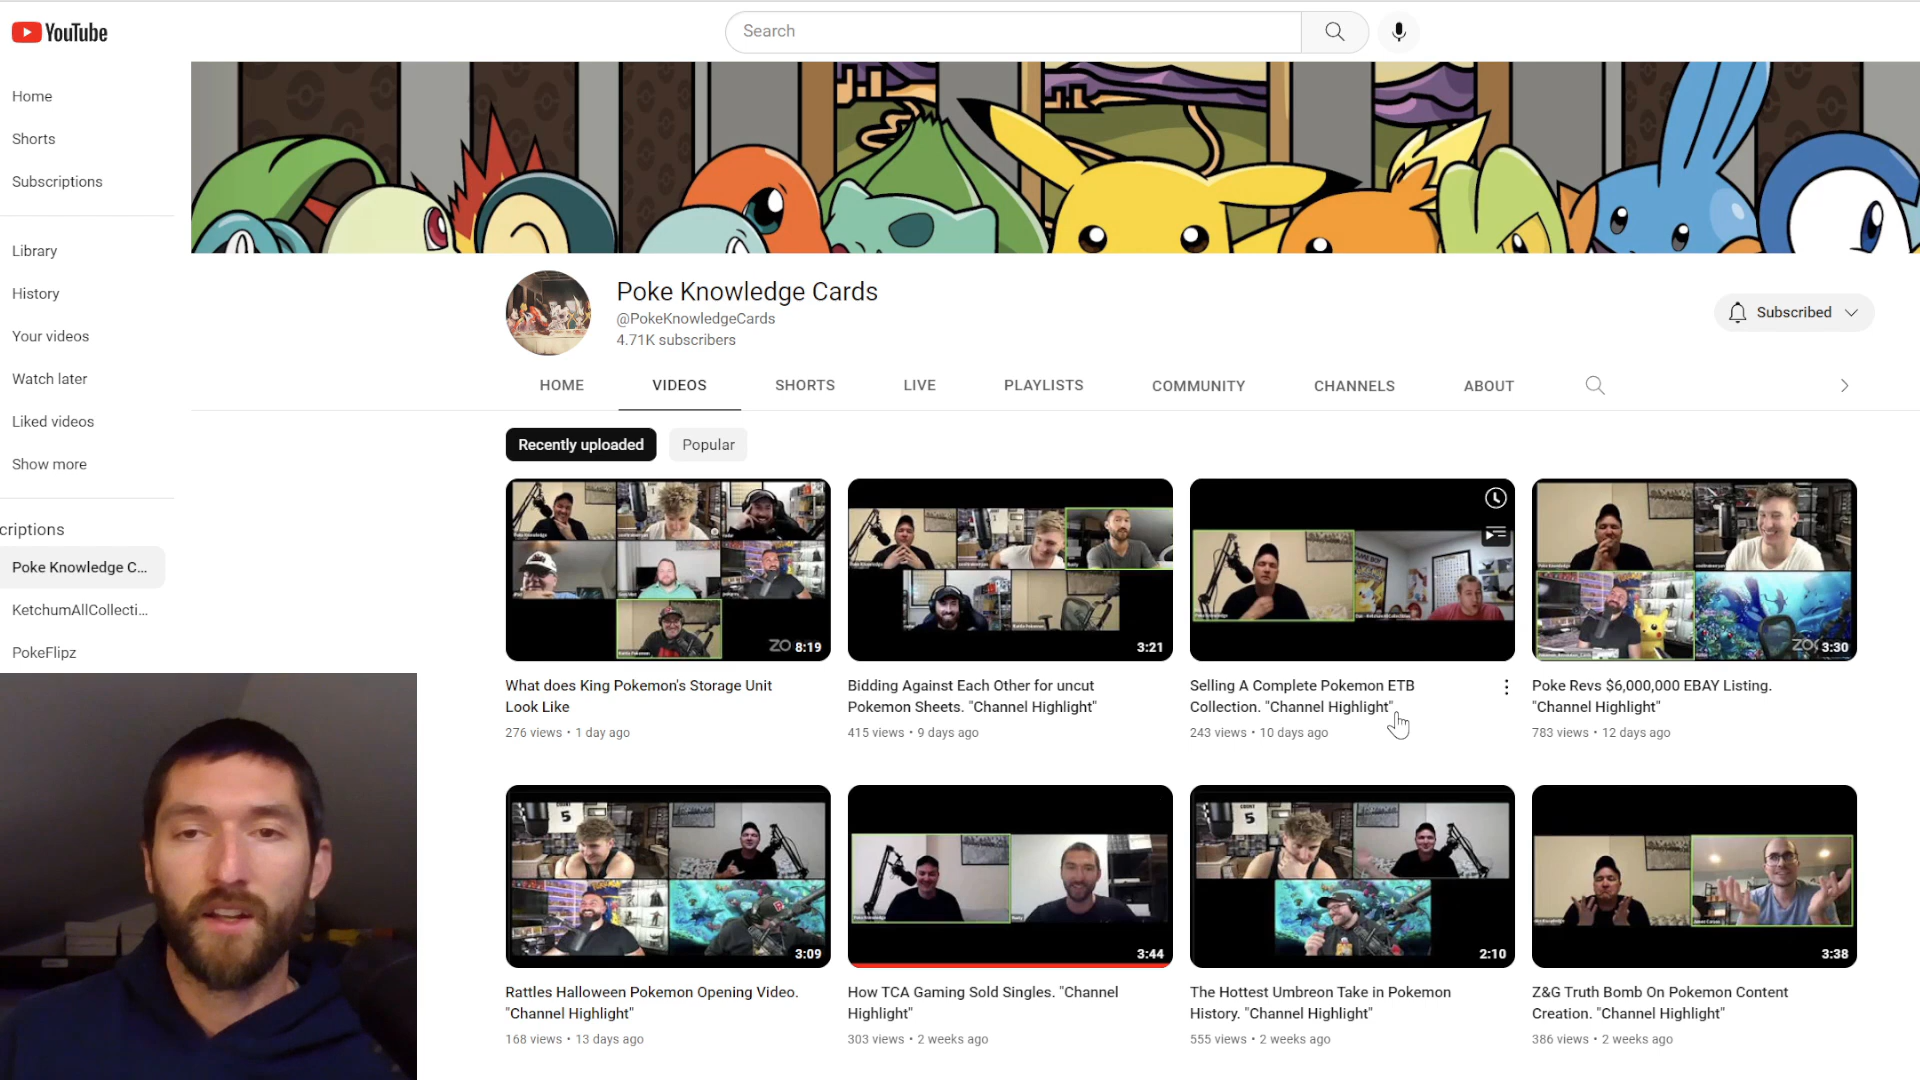 YouTube
Search
Home
Shorts
Subscriptions
Library
History
Your videos
Watch later
Liked videos
Show more
criptions
Poke Knowledge C...
KetchumAllCollecti...
PokeFlipz
Poke Knowledge Cards
@PokeKnowledgeCards
4.71K subscribers
Subscribed
HOME
VIDEOS
SHORTS
LIVE
PLAYLISTS
COMMUNITY
CHANNELS
ABOUT
Recently uploaded
Popular
ZO 8:19
3:21
3:30
What does King Pokemon's Storage Unit
Look Like
276 views • 1 day ago
Bidding Against Each Other for uncut
Pokemon Sheets. "Channel Highlight"
415 views • 9 days ago
Selling A Complete Pokemon ETB
Collection. "Channel Highlight"
243 views • 10 days ago
Poke Revs $6,000,000 EBAY Listing.
"Channel Highlight"
783 views • 12 days ago
5
3:09
3:44
5
2:10
3:38
Rattles Halloween Pokemon Opening Video.
"Channel Highlight"
168 views • 13 days ago
How TCA Gaming Sold Singles. "Channel
Highlight"
303 views • 2 weeks ago
The Hottest Umbreon Take in Pokemon
History. "Channel Highlight"
555 views • 2 weeks ago
Z&G Truth Bomb On Pokemon Content
Creation. "Channel Highlight"
386 views • 2 weeks ago